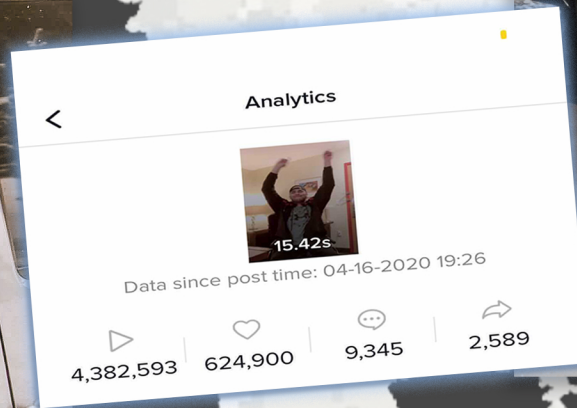 Analytics
15.42s
Data since post time: 04-16-2020 19:26
4,382,593 624,900 9,345 2,589